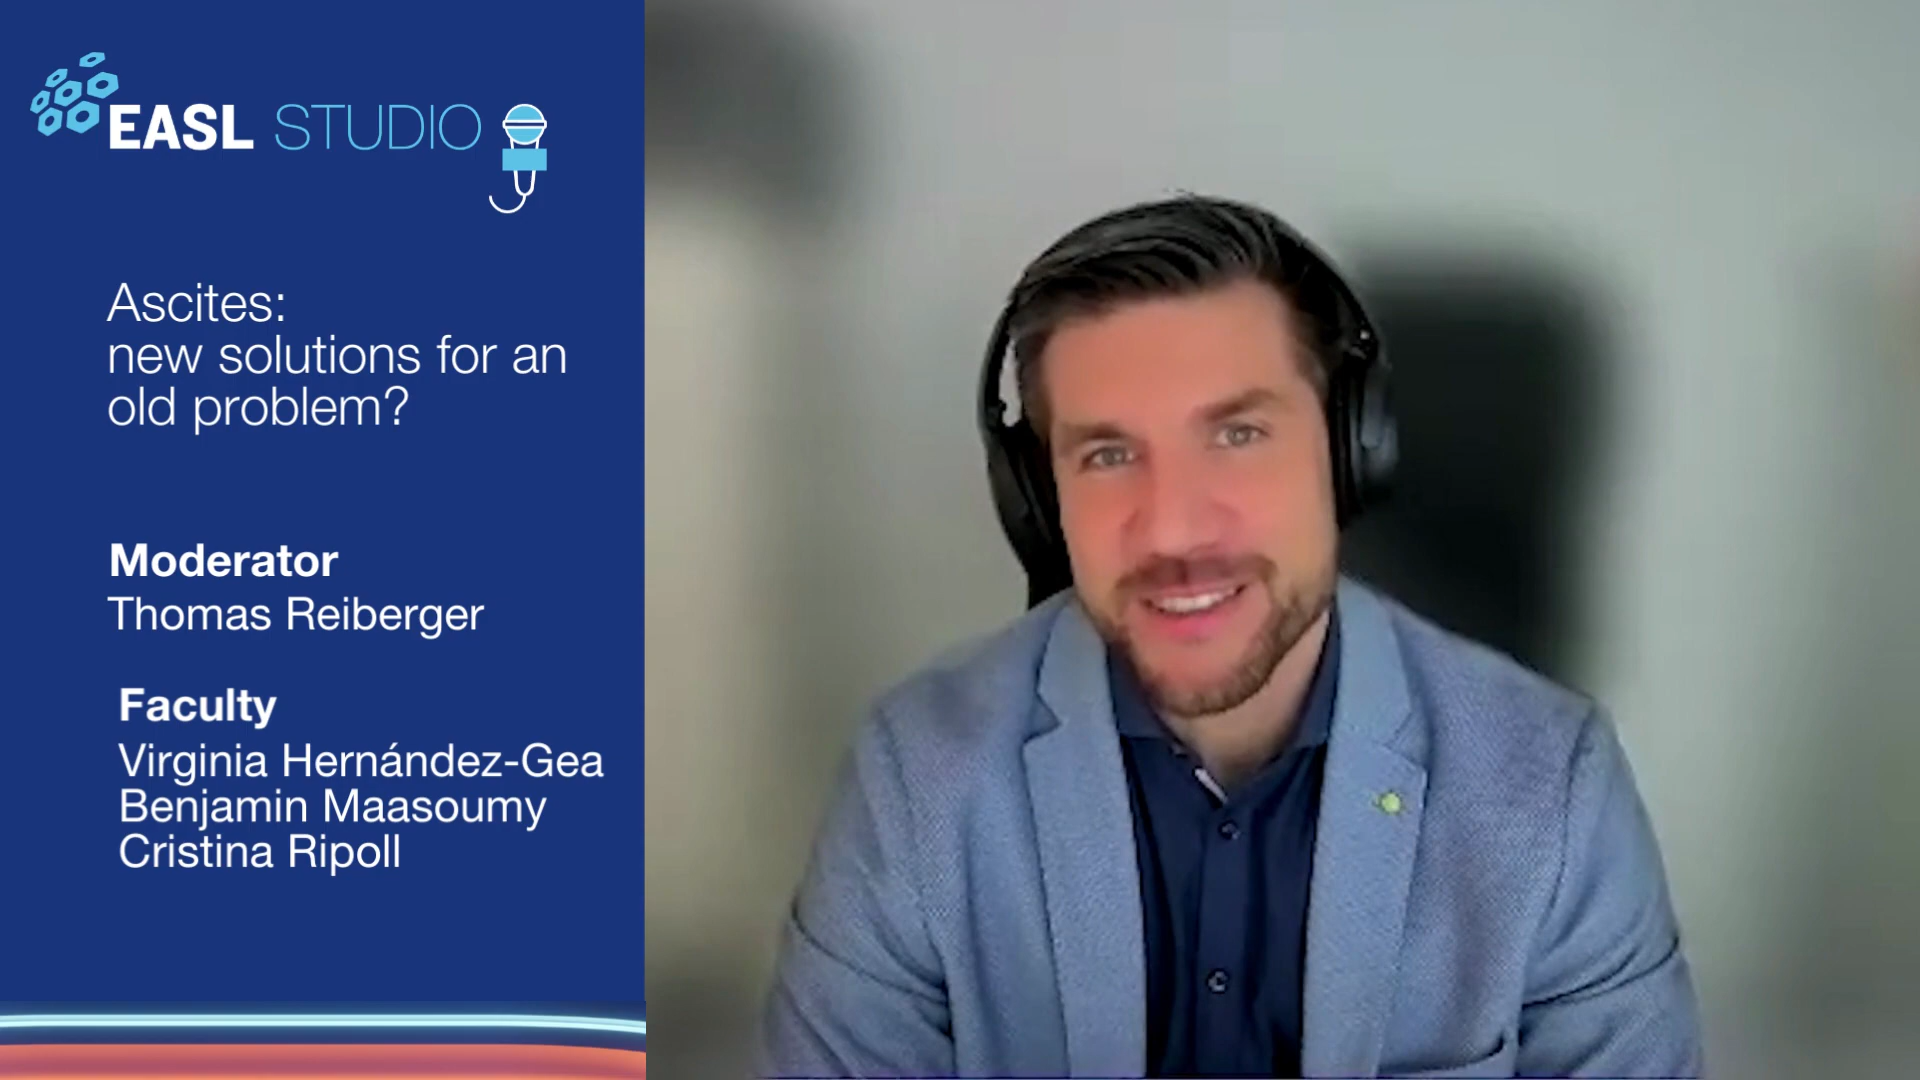 EASL STUDIO
Ascites:
new solutions for an
old problem?
Moderator
Thomas Reiberger
Faculty
Virginia Hernández-Gea
Benjamin Maasoumy
Cristina Ripoll